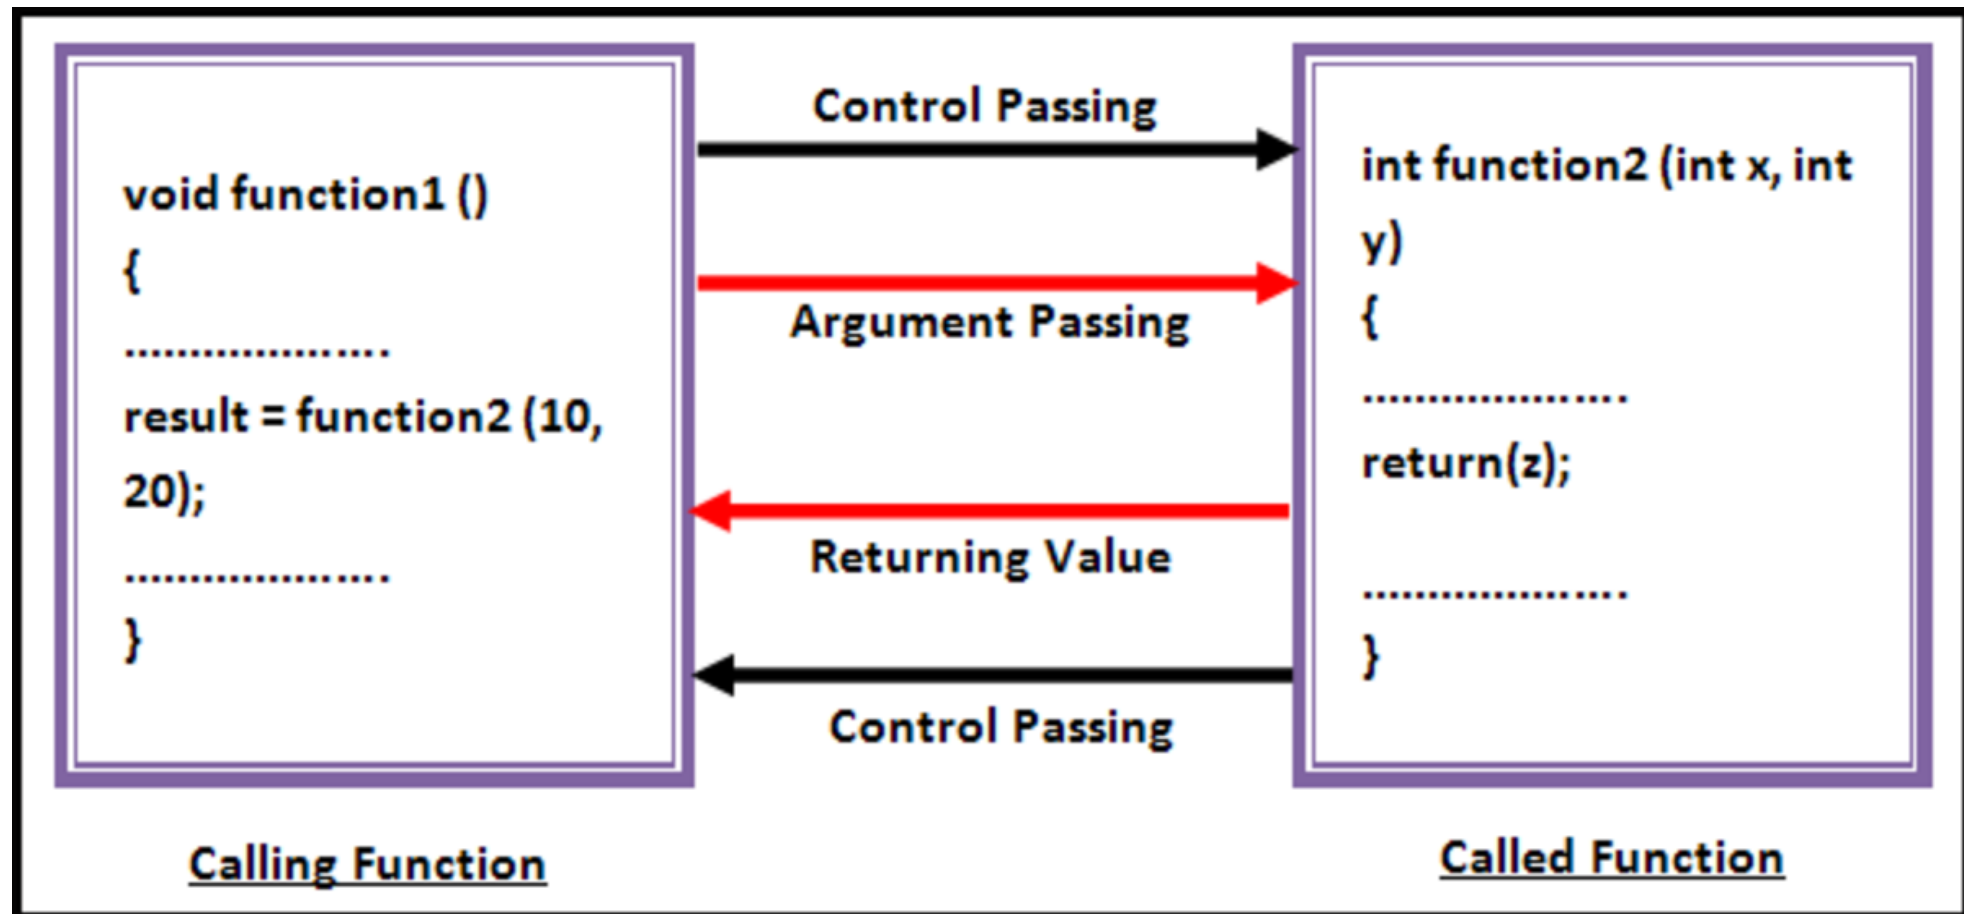 void function1 ()
{
....................
result = function2 (10,
20);
....................
}
Calling Function
Control Passing
Argument Passing
Returning Value
Control Passing
int function2 (int x, int
y)
{
....................
return(z);
....................
}
Called Function